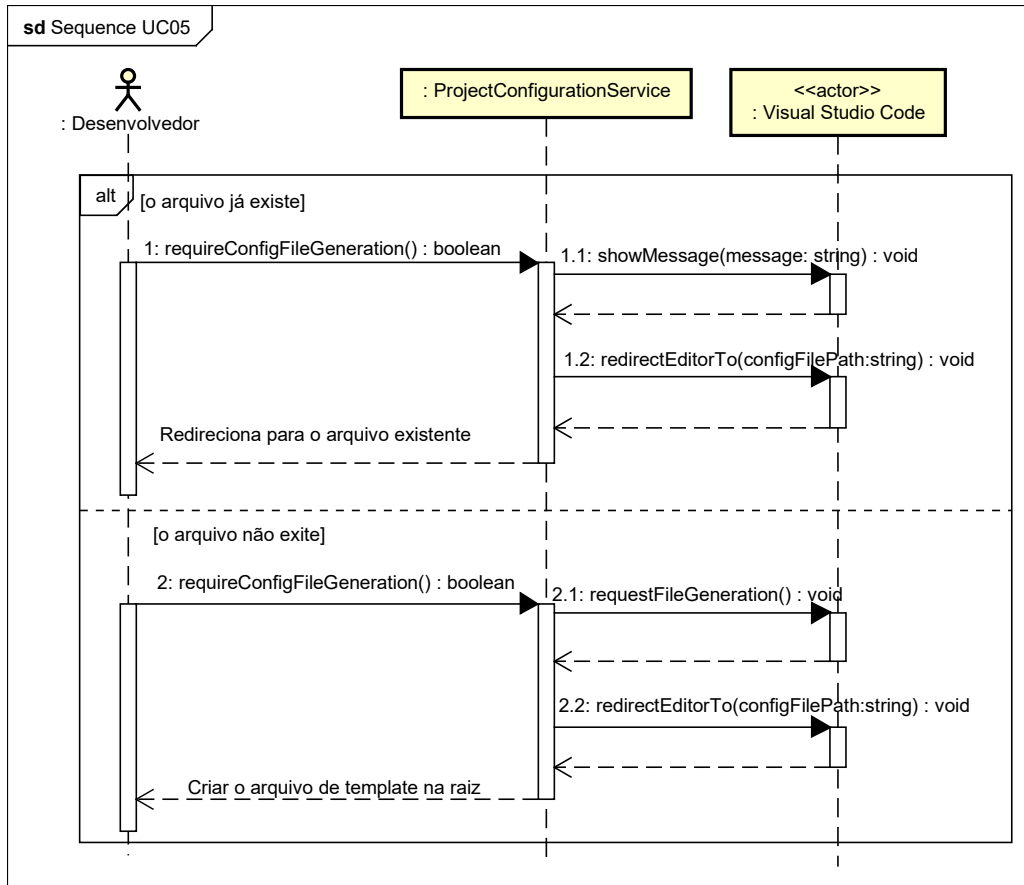 sd Sequence UC05
: Desenvolvedor
: ProjectConfigurationService
<<actor>>
: Visual Studio Code
alt
[o arquivo já existe]
1: requireConfigFileGeneration() : boolean
1.1: showMessage(message: string) : void
1.2: redirectEditorTo(configFilePath:string) : void
Redireciona para o arquivo existente
[o arquivo não exite]
2: requireConfigFileGeneration() : boolean
2.1: requestFileGeneration() : void
2.2: redirectEditorTo(configFilePath:string) : void
Criar o arquivo de template na raiz